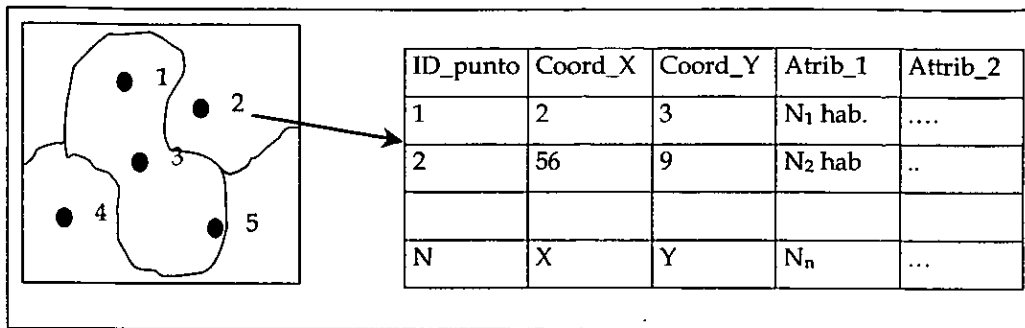 1
2
3
4
5
ID_punto Coord_X Coord_Y Atrib_1 Attrib_2
1 2 3 N1 hab. ....
2 56 9 N2 hab ..
N X Y Nn ...